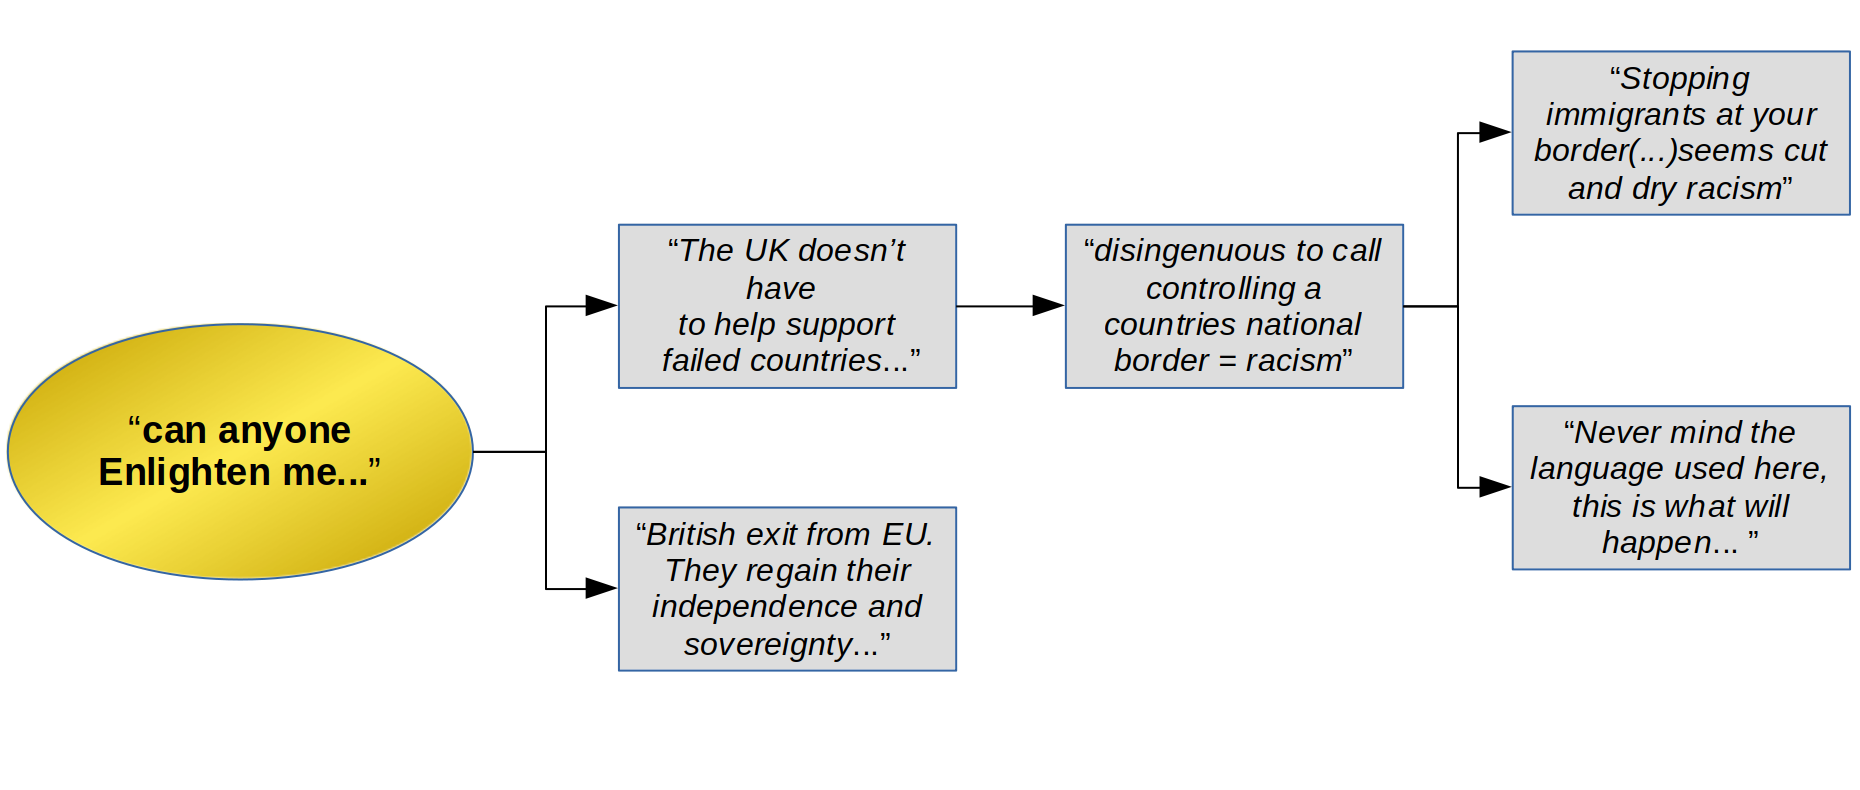 “can anyone
Enlighten me...”
“The UK doesn’t
have
to help support
failed countries...”
“British exit from EU.
They regain their
independence and
sovereignty...”
“disingenuous to call
controlling a
countries national
border = racism”
“Stopping
immigrants at your
border(...)seems cut
and dry racism”
“Never mind the
language used here,
this is what will
happen... ”